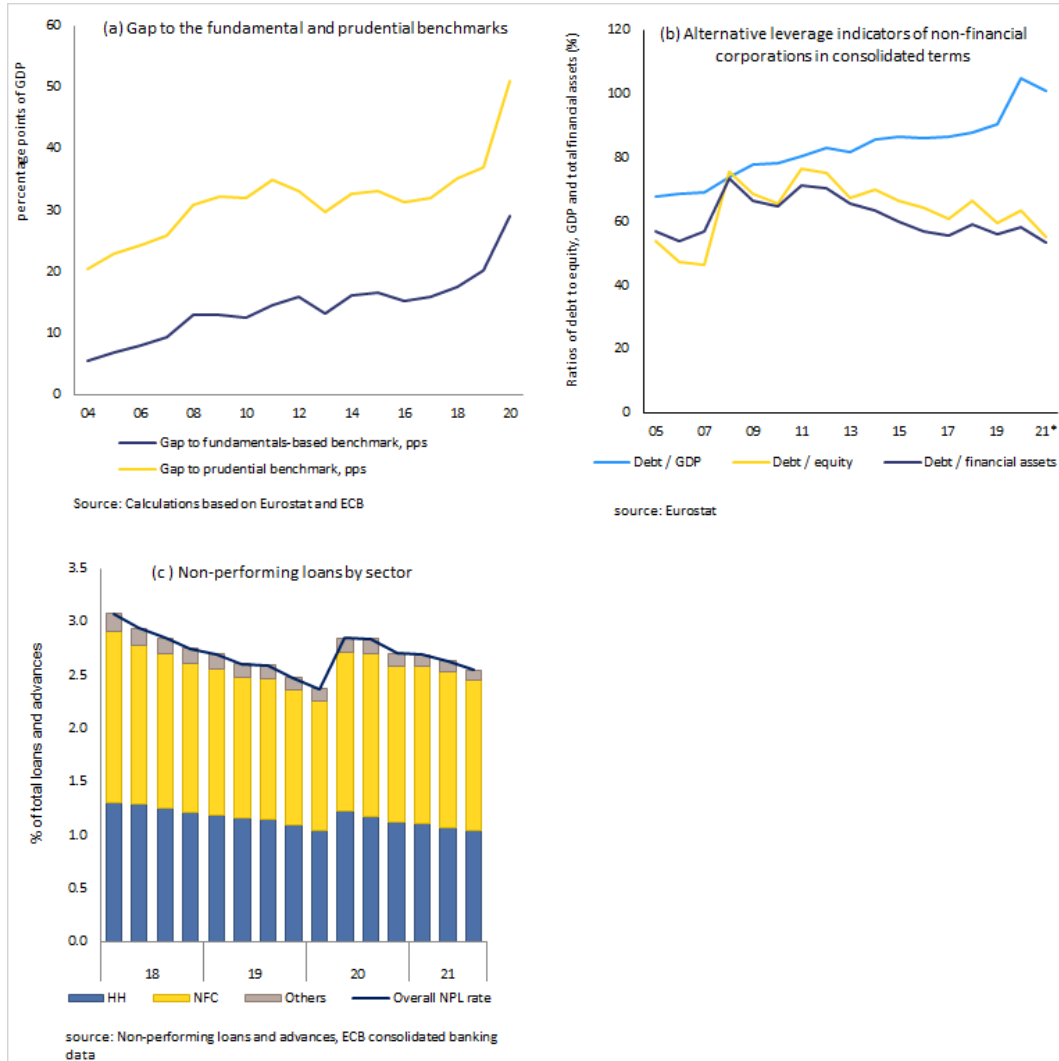 (a) Gap to the fundamental and prudential benchmarks
percentage points of GDP
60
50
40
30
20
10
0
04 06 08 10 12 14 16 18 20
Gap to fundamentals-based benchmark, pps
Gap to prudential benchmark, pps
Source: Calculations based on Eurostat and ECB
(b) Alternative leverage indicators of non-financial
corporations in consolidated terms
Ratios of debt to equity, GDP and total financial assets (%)
120
100
80
60
40
20
0
05 07 09 11 13 15 17 19 21*
Debt / GDP Debt / equity Debt / financial assets
source: Eurostat
(c ) Non-performing loans by sector
% of total loans and advances
3.5
3.0
2.5
2.0
1.5
1.0
0.5
0.0
18 19 20 21
HH NFC Others Overall NPL rate
source: Non-performing loans and advances, ECB consolidated banking
data